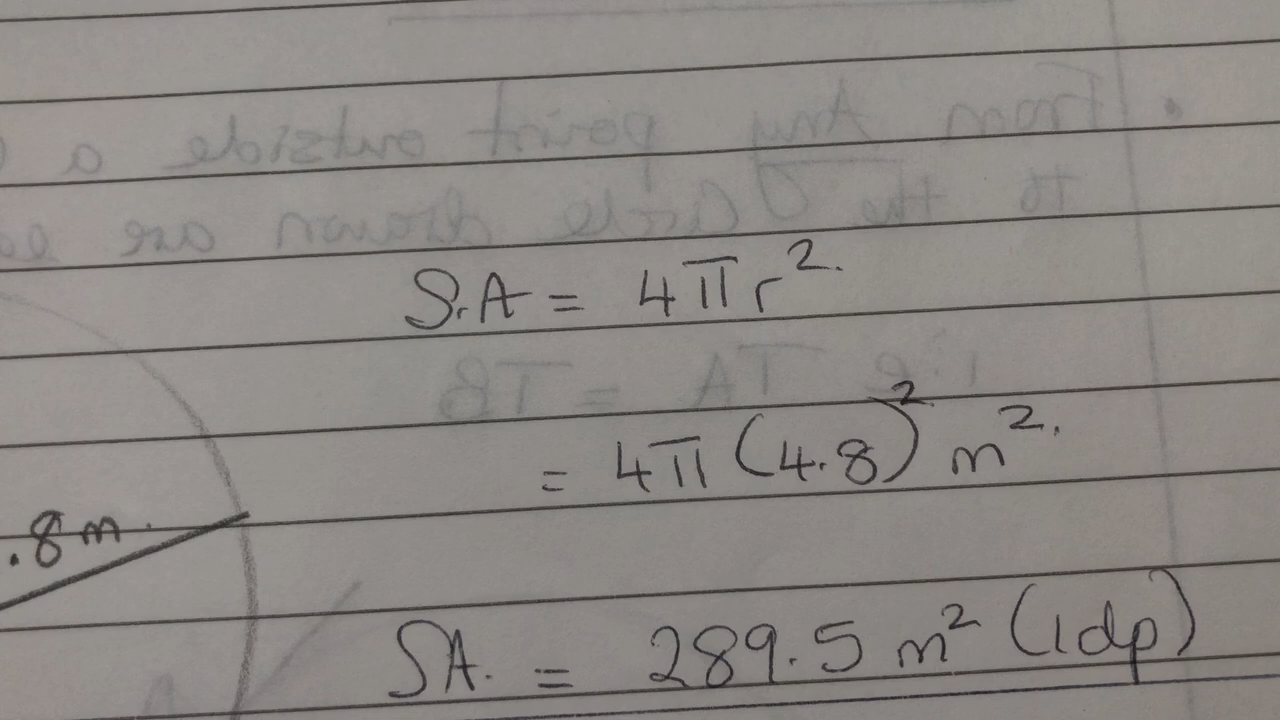 S.A = 4πr².
= 4π(4.8)² m².
.8m.
SA. = 289.5 m² (1dp)